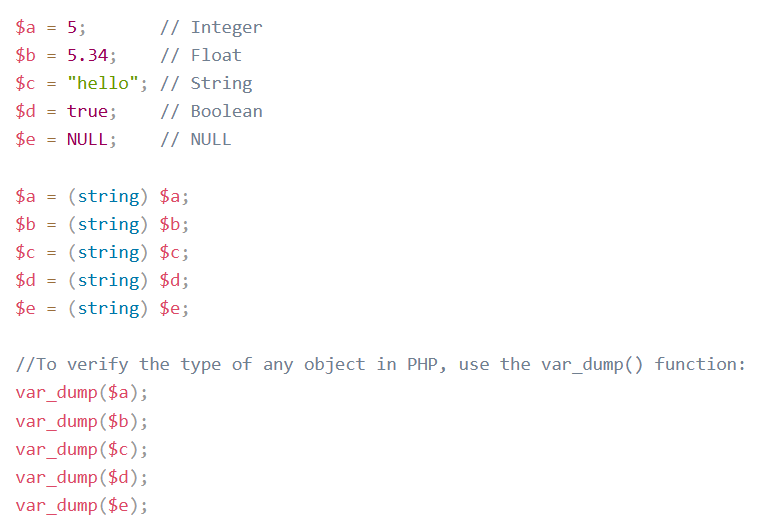 $a = 5;       // Integer
$b = 5.34;    // Float
$c = "hello"; // String
$d = true;    // Boolean
$e = NULL;    // NULL

$a = (string) $a;
$b = (string) $b;
$c = (string) $c;
$d = (string) $d;
$e = (string) $e;

//To verify the type of any object in PHP, use the var_dump() function:
var_dump($a);
var_dump($b);
var_dump($c);
var_dump($d);
var_dump($e);